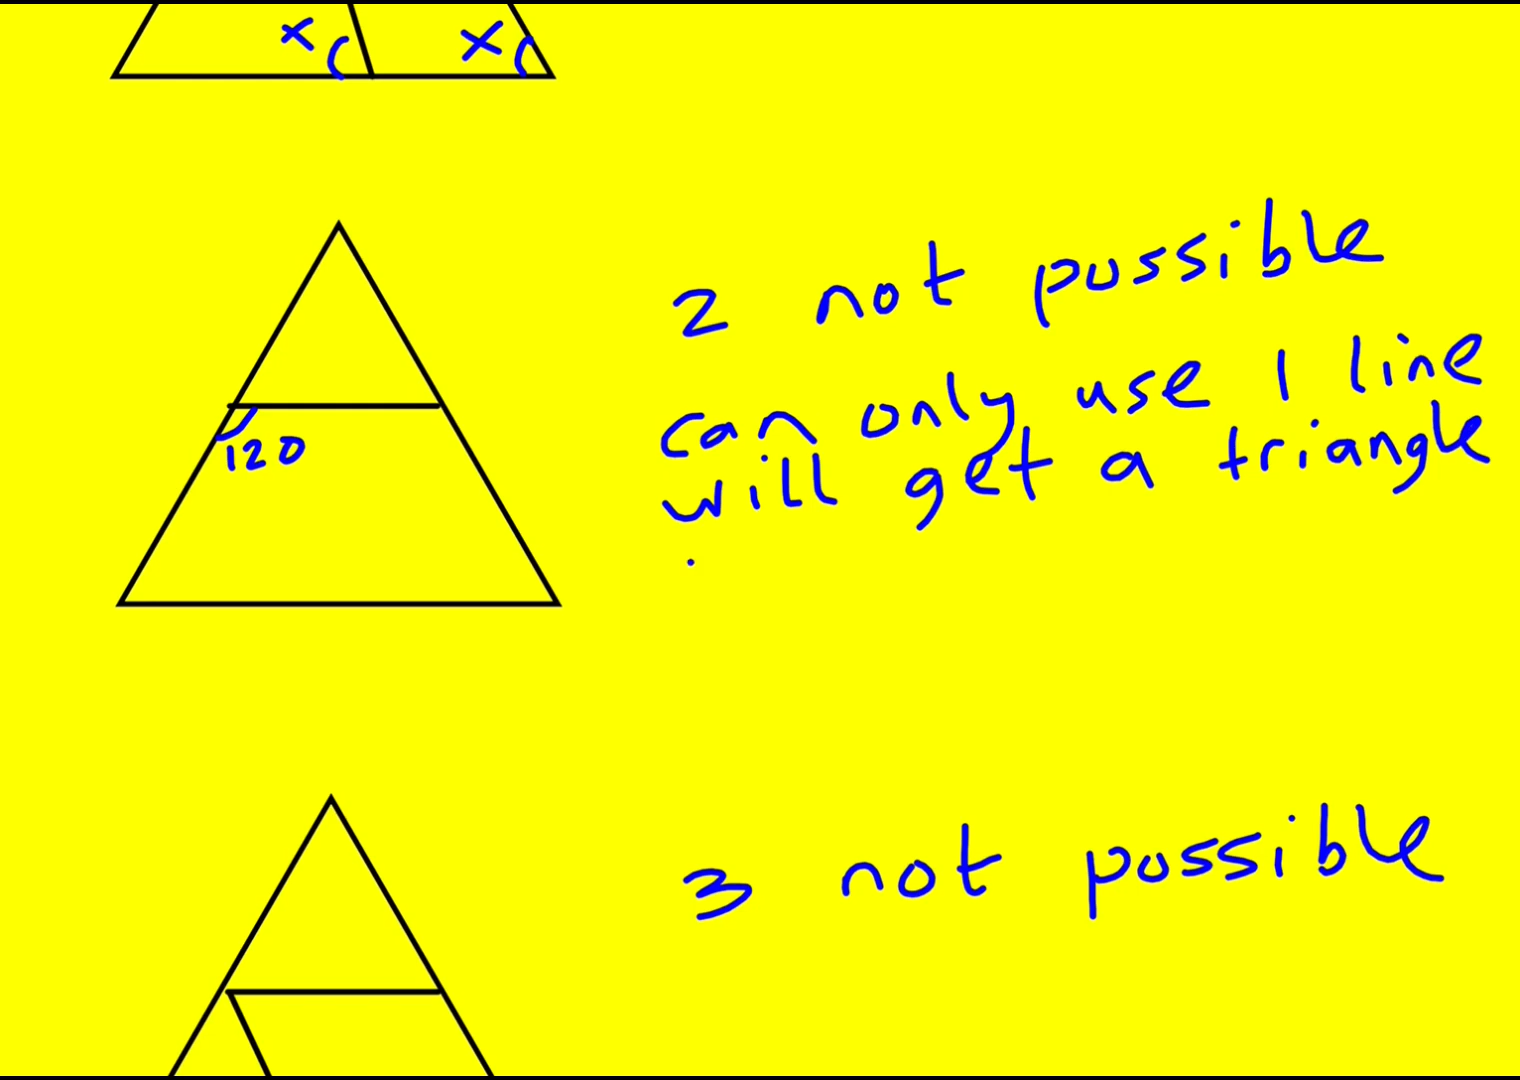 x x
2 not possible
can only use 1 line
will get a triangle
120
3 not possible